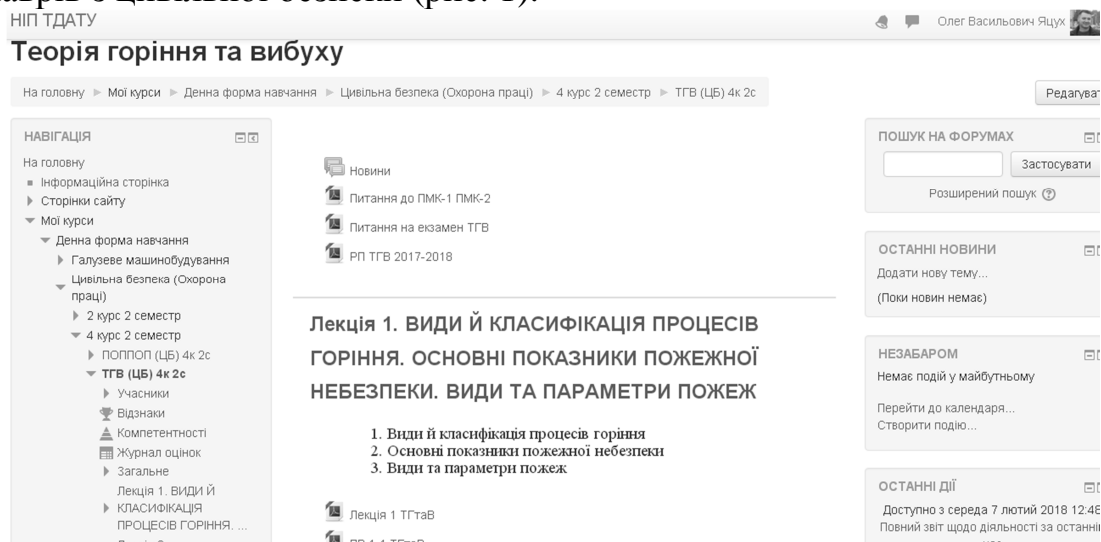 НІП ТДАТУ
Олег Васильович Яцух
Теорія горіння та вибуху
На головну ▶ Мої курси ▶ Денна форма навчання ▶ Цивільна безпека (Охорона праці) ▶ 4 курс 2 семестр ▶ ТГВ (ЦБ) 4к 2с
НАВІГАЦІЯ
На головну
Інформаційна сторінка
Сторінки сайту
Мої курси
Денна форма навчання
Галузеве машинобудування
Цивільна безпека (Охорона
праці)
2 курс 2 семестр
4 курс 2 семестр
ПОППОП (ЦБ) 4к 2с
ТГВ (ЦБ) 4к 2с
Учасники
Відзнаки
Компетентності
Журнал оцінок
Загальне
Лекція 1. ВИДИ Й
КЛАСИФІКАЦІЯ
ПРОЦЕСІВ ГОРІННЯ. ...
Новини
Питання до ПМК-1 ПМК-2
Питання на екзамен ТГВ
РП ТГВ 2017-2018
Лекція 1. ВИДИ Й КЛАСИФІКАЦІЯ ПРОЦЕСІВ
ГОРІННЯ. ОСНОВНІ ПОКАЗНИКИ ПОЖЕЖНОЇ
НЕБЕЗПЕКИ. ВИДИ ТА ПАРАМЕТРИ ПОЖЕЖ
1. Види й класифікація процесів горіння
2. Основні показники пожежної небезпеки
3. Види та параметри пожеж
Лекція 1 ТГтаВ
ПОШУК НА ФОРУМАХ
Застосувати
Розширений пошук
ОСТАННІ НОВИНИ
Додати нову тему...
(Поки новин немає)
НЕЗАБАРОМ
Немає подій у майбутньому
Перейти до календаря...
Створити подію...
ОСТАННІ ДІЇ
Доступно з середа 7 лютий 2018 12:48
Повний звіт щодо діяльності за останні